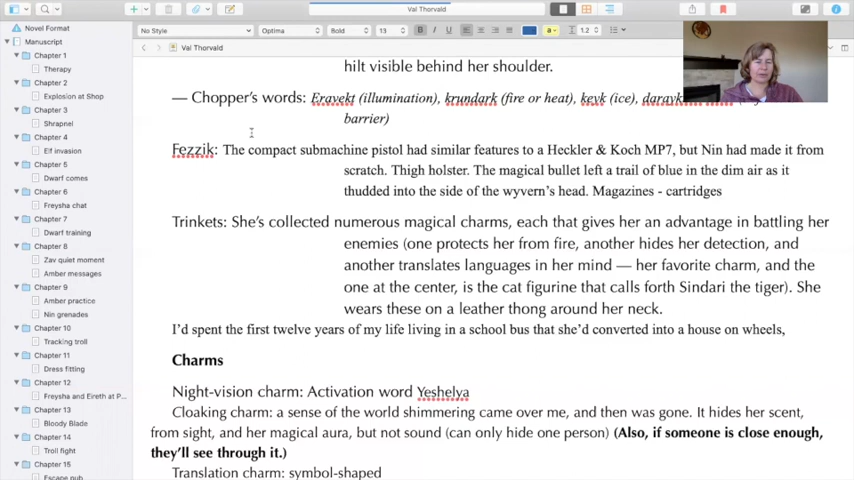 Val Thorvald
Novel Format
Manuscript
Chapter 1
Therapy
Chapter 2
Explosion at Shop
Chapter 3
Shrapnel
Chapter 4
Elf invasion
Chapter 5
Dwarf comes
Chapter 6
Freysha chat
Chapter 7
Dwarf training
Chapter 8
Zav quiet moment
Amber messages
Chapter 9
Amber practice
Nin grenades
Chapter 10
Tracking troll
Chapter 11
Dress fitting
Chapter 12
Freysha and Eireth at P...
Chapter 13
Bloody Blade
Chapter 14
Troll fight
Chapter 15
Escape pub
No Style Optima Bold 13 B I U a 1.2
Val Thorvald
hilt visible behind her shoulder.
— Chopper's words: Eravekt (illumination), krundark (fire or heat), keyk (ice),
barrier)
Fezzik: The compact submachine pistol had similar features to a Heckler & Koch MP7, but Nin had made it from
scratch. Thigh holster. The magical bullet left a trail of blue in the dim air as it
thudded into the side of the wyvern's head. Magazines - cartridges
Trinkets: She's collected numerous magical charms, each that gives her an advantage in battling her
enemies (one protects her from fire, another hides her detection, and
another translates languages in her mind — her favorite charm, and the
one at the center, is the cat figurine that calls forth Sindari the tiger). She
wears these on a leather thong around her neck.
I'd spent the first twelve years of my life living in a school bus that she'd converted into a house on wheels,
Charms
Night-vision charm: Activation word Yeshelya
Cloaking charm: a sense of the world shimmering came over me, and then was gone. It hides her scent,
from sight, and her magical aura, but not sound (can only hide one person) (Also, if someone is close enough,
they'll see through it.)
Translation charm: symbol-shaped